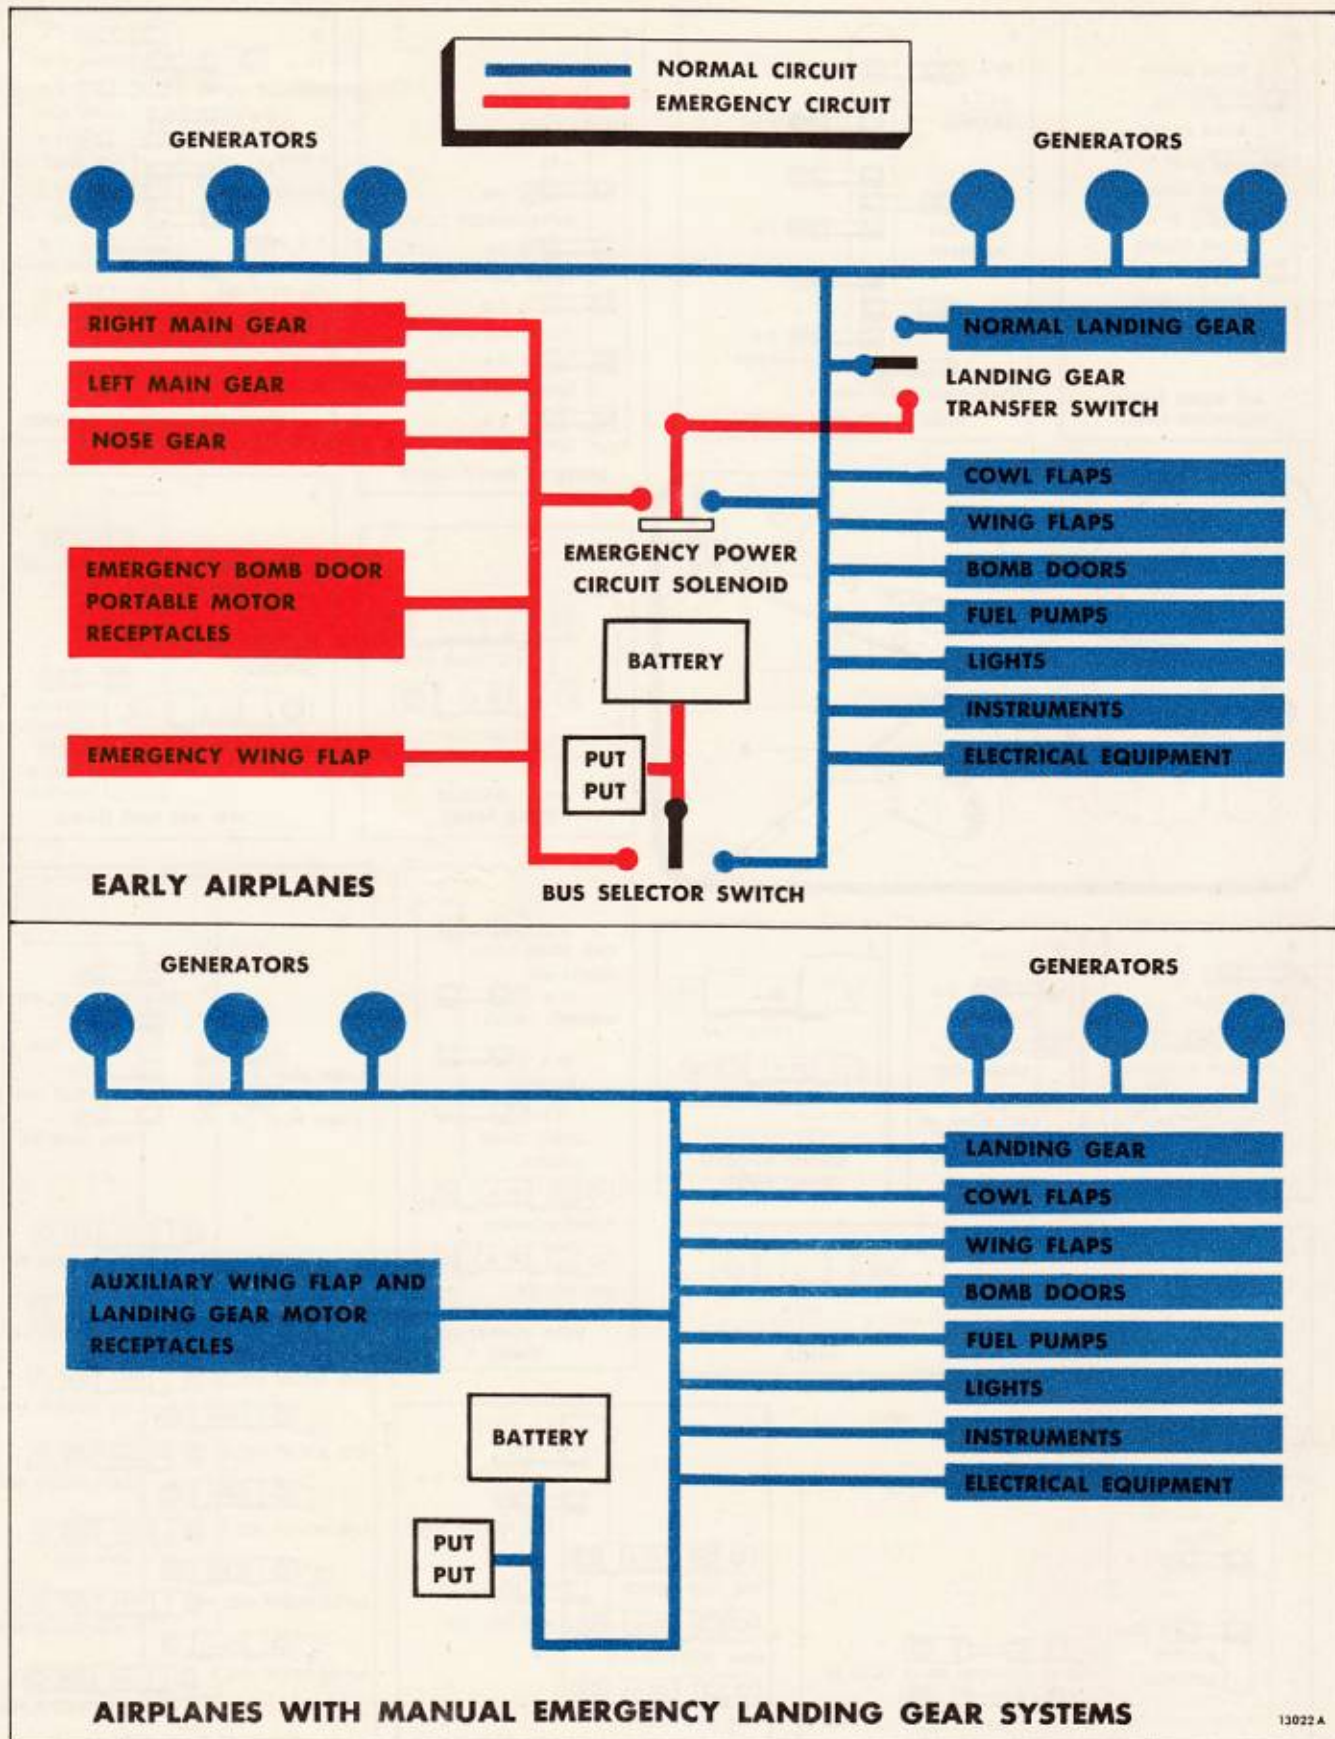 NORMAL CIRCUIT
EMERGENCY CIRCUIT
GENERATORS
GENERATORS
RIGHT MAIN GEAR
LEFT MAIN GEAR
NOSE GEAR
EMERGENCY BOMB DOOR
PORTABLE MOTOR
RECEPTACLES
EMERGENCY WING FLAP
NORMAL LANDING GEAR
LANDING GEAR
TRANSFER SWITCH
EMERGENCY POWER
CIRCUIT SOLENOID
BATTERY
PUT
PUT
BUS SELECTOR SWITCH
COWL FLAPS
WING FLAPS
BOMB DOORS
FUEL PUMPS
LIGHTS
INSTRUMENTS
ELECTRICAL EQUIPMENT
EARLY AIRPLANES
GENERATORS
GENERATORS
AUXILIARY WING FLAP AND
LANDING GEAR MOTOR
RECEPTACLES
BATTERY
PUT
PUT
LANDING GEAR
COWL FLAPS
WING FLAPS
BOMB DOORS
FUEL PUMPS
LIGHTS
INSTRUMENTS
ELECTRICAL EQUIPMENT
AIRPLANES WITH MANUAL EMERGENCY LANDING GEAR SYSTEMS
13022A